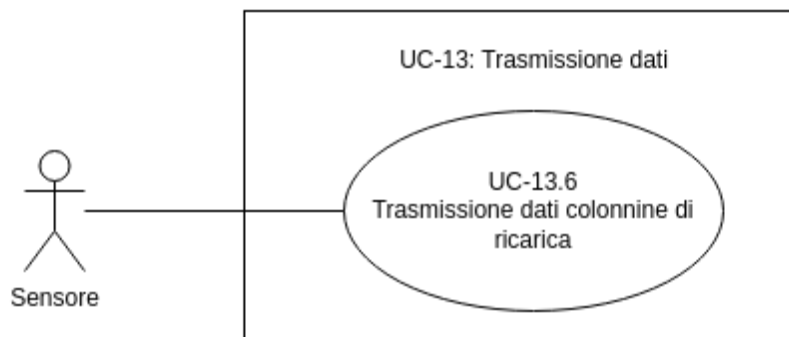 UC-13: Trasmissione dati
UC-13.6
Trasmissione dati colonnine di
ricarica
Sensore